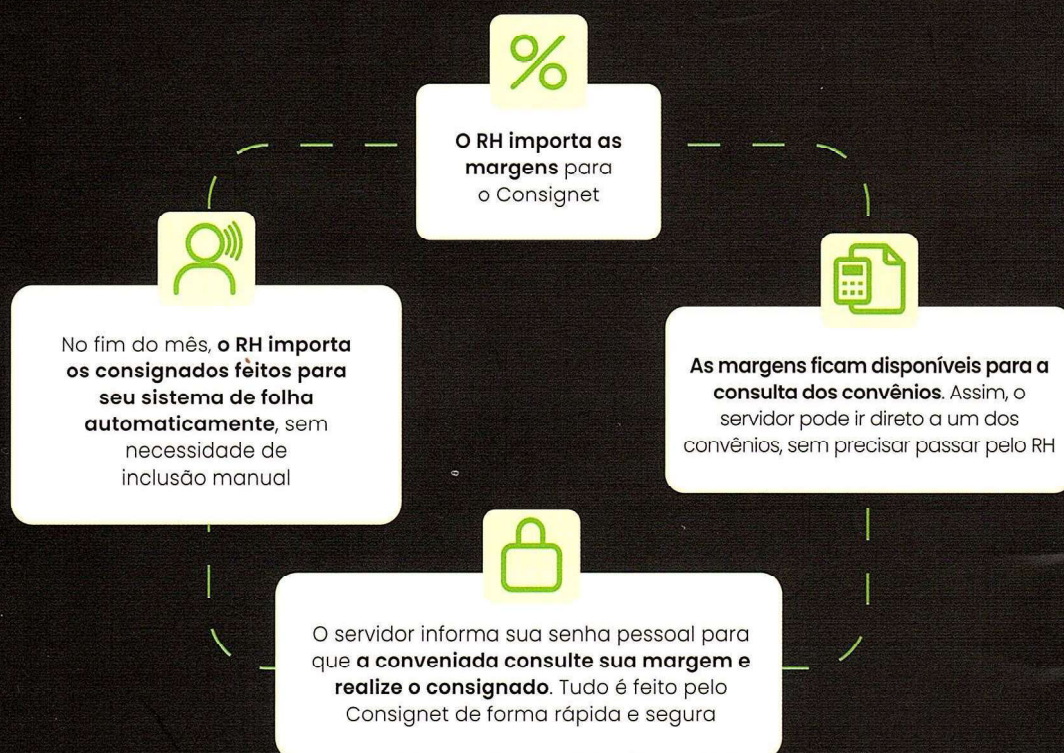 O RH importa as
margens para
o Consignet
As margens ficam disponíveis para a
consulta dos convênios. Assim, o
servidor pode ir direto a um dos
convênios, sem precisar passar pelo RH
O servidor informa sua senha pessoal para
que a conveniada consulte sua margem e
realize o consignado. Tudo é feito pelo
Consignet de forma rápida e segura
No fim do mês, o RH importa
os consignados feitos para
seu sistema de folha
automaticamente, sem
necessidade de
inclusão manual